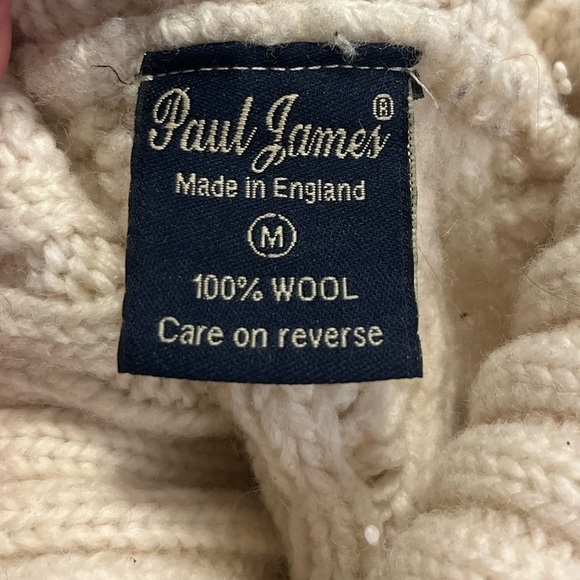 Paul James®
Made in England
M
100% WOOL
Care on reverse